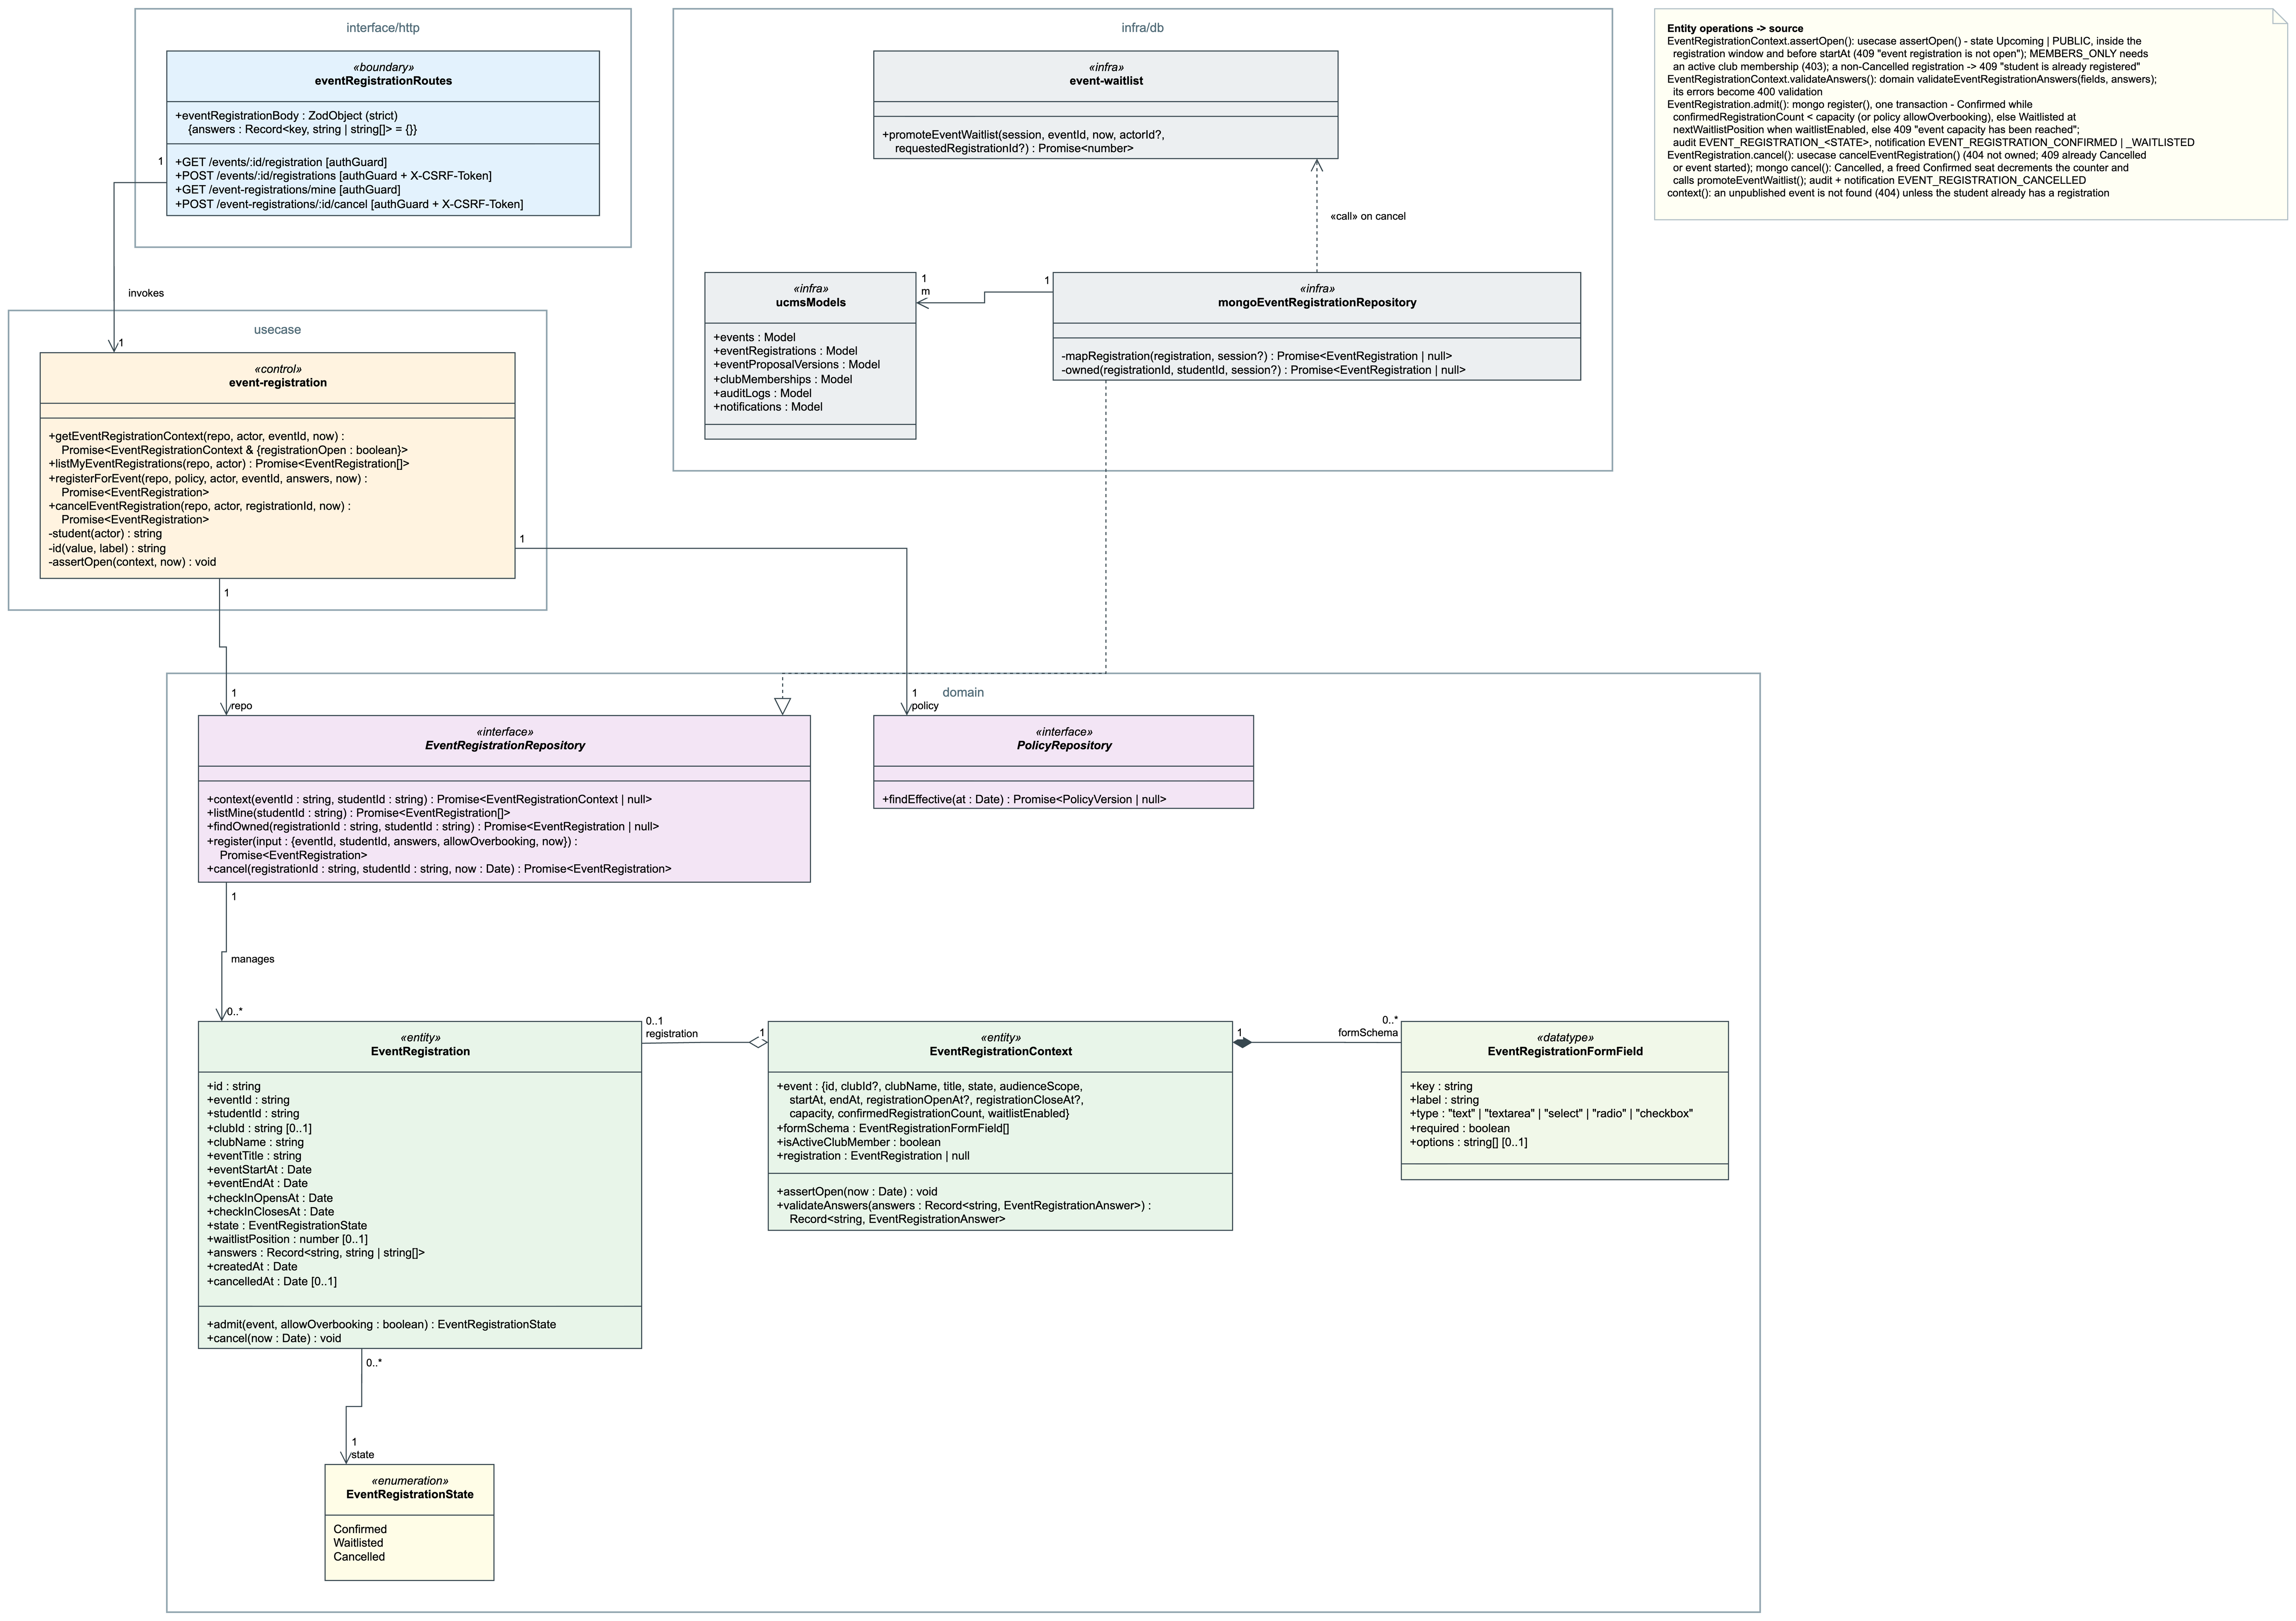 interface/http
«boundary»
eventRegistrationRoutes
+eventRegistrationBody : ZodObject (strict)
{answers : Record<key, string | string[]> = {}}
+GET /events/:id/registration [authGuard]
+POST /events/:id/registrations [authGuard + X-CSRF-Token]
+GET /event-registrations/mine [authGuard]
+POST /event-registrations/:id/cancel [authGuard + X-CSRF-Token]
1
invokes
1
infra/db
«infra»
event-waitlist
+promoteEventWaitlist(session, eventId, now, actorId?,
requestedRegistrationId?) : Promise<number>
«call» on cancel
«infra»
ucmsModels
+events : Model
+eventRegistrations : Model
+eventProposalVersions : Model
+clubMemberships : Model
+auditLogs : Model
+notifications : Model
1
m
1
«infra»
mongoEventRegistrationRepository
-mapRegistration(registration, session?) : Promise<EventRegistration | null>
-owned(registrationId, studentId, session?) : Promise<EventRegistration | null>
Entity operations -> source
EventRegistrationContext.assertOpen(): usecase assertOpen() - state Upcoming | PUBLIC, inside the
registration window and before startAt (409 "event registration is not open"); MEMBERS_ONLY needs
an active club membership (403); a non-Cancelled registration -> 409 "student is already registered"
EventRegistrationContext.validateAnswers(): domain validateEventRegistrationAnswers(fields, answers);
its errors become 400 validation
EventRegistration.admit(): mongo register(), one transaction - Confirmed while
confirmedRegistrationCount < capacity (or policy allowOverbooking), else Waitlisted at
nextWaitlistPosition when waitlistEnabled, else 409 "event capacity has been reached";
audit EVENT_REGISTRATION_<STATE>, notification EVENT_REGISTRATION_CONFIRMED | _WAITLISTED
EventRegistration.cancel(): usecase cancelEventRegistration() (404 not owned; 409 already Cancelled
or event started); mongo cancel(): Cancelled, a freed Confirmed seat decrements the counter and
calls promoteEventWaitlist(); audit + notification EVENT_REGISTRATION_CANCELLED
context(): an unpublished event is not found (404) unless the student already has a registration
usecase
«control»
event-registration
+getEventRegistrationContext(repo, actor, eventId, now) :
Promise<EventRegistrationContext & {registrationOpen : boolean}>
+listMyEventRegistrations(repo, actor) : Promise<EventRegistration[]>
+registerForEvent(repo, policy, actor, eventId, answers, now) :
Promise<EventRegistration>
+cancelEventRegistration(repo, actor, registrationId, now) :
Promise<EventRegistration>
-student(actor) : string
-id(value, label) : string
-assertOpen(context, now) : void
1
1
domain
1
repo
1
policy
«interface»
EventRegistrationRepository
+context(eventId : string, studentId : string) : Promise<EventRegistrationContext | null>
+listMine(studentId : string) : Promise<EventRegistration[]>
+findOwned(registrationId : string, studentId : string) : Promise<EventRegistration | null>
+register(input : {eventId, studentId, answers, allowOverbooking, now}) :
Promise<EventRegistration>
+cancel(registrationId : string, studentId : string, now : Date) : Promise<EventRegistration>
«interface»
PolicyRepository
+findEffective(at : Date) : Promise<PolicyVersion | null>
1
manages
0..*
«entity»
EventRegistration
+id : string
+eventId : string
+studentId : string
+clubId : string [0..1]
+clubName : string
+eventTitle : string
+eventStartAt : Date
+eventEndAt : Date
+checkInOpensAt : Date
+checkInClosesAt : Date
+state : EventRegistrationState
+waitlistPosition : number [0..1]
+answers : Record<string, string | string[]>
+createdAt : Date
+cancelledAt : Date [0..1]
+admit(event, allowOverbooking : boolean) : EventRegistrationState
+cancel(now : Date) : void
0..1
registration
1
«entity»
EventRegistrationContext
+event : {id, clubId?, clubName, title, state, audienceScope,
startAt, endAt, registrationOpenAt?, registrationCloseAt?,
capacity, confirmedRegistrationCount, waitlistEnabled}
+formSchema : EventRegistrationFormField[]
+isActiveClubMember : boolean
+registration : EventRegistration | null
+assertOpen(now : Date) : void
+validateAnswers(answers : Record<string, EventRegistrationAnswer>) :
Record<string, EventRegistrationAnswer>
1
0..*
formSchema
«datatype»
EventRegistrationFormField
+key : string
+label : string
+type : "text" | "textarea" | "select" | "radio" | "checkbox"
+required : boolean
+options : string[] [0..1]
0..*
1
state
«enumeration»
EventRegistrationState
Confirmed
Waitlisted
Cancelled